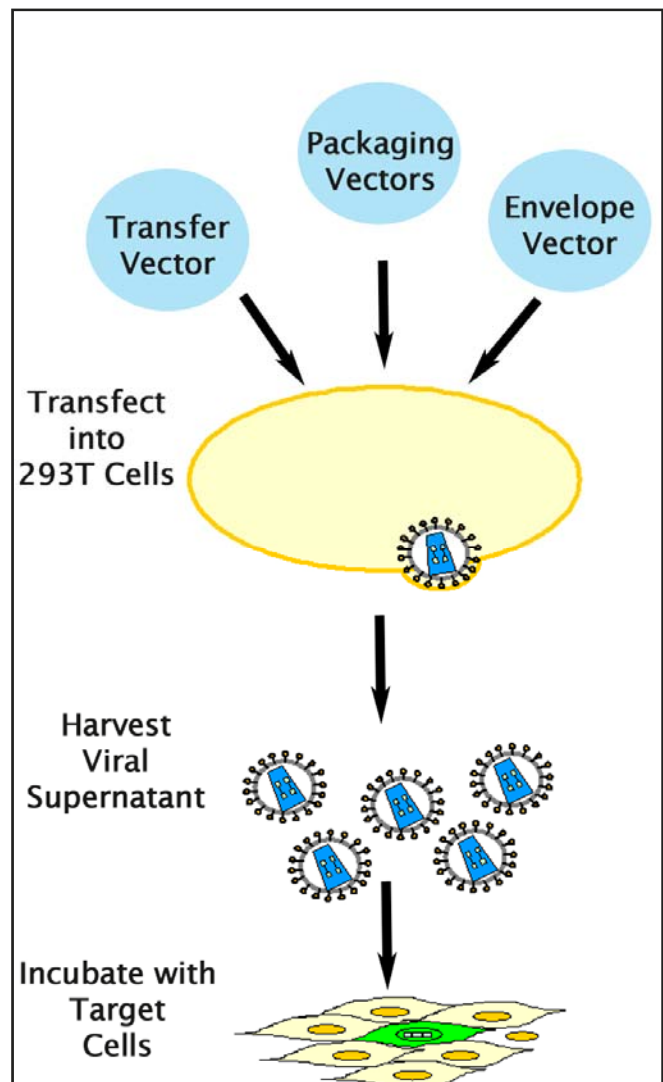 Packaging
Vectors
Transfer
Vector
Envelope
Vector
Transfect
into
293T Cells
Harvest
Viral
Supernatant
Incubate with
Target
Cells